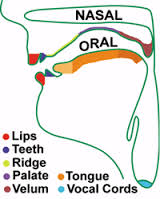 NASAL
ORAL
Lips
Teeth
Ridge
Palate Tongue
Velum Vocal Cords